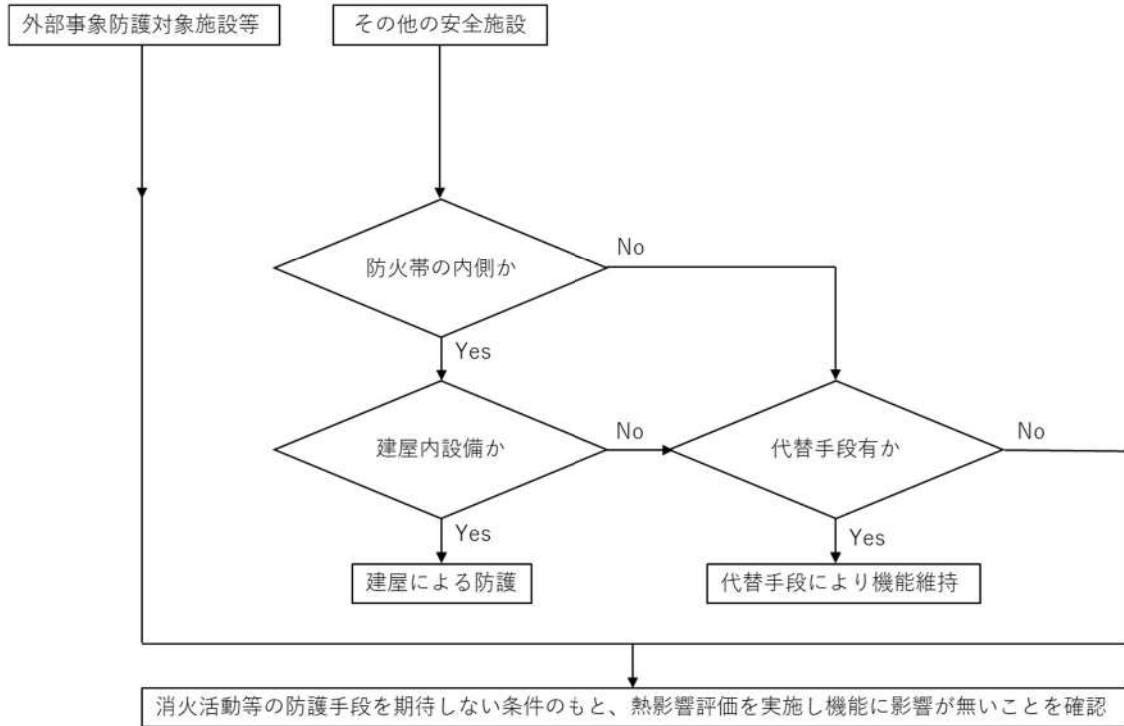 外部事象防護対象施設等
その他の安全施設
防火帯の内側か
No
Yes
建屋内設備か
No
代替手段有か
No
Yes
Yes
建屋による防護
代替手段により機能維持
消火活動等の防護手段を期待しない条件のもと、熱影響評価を実施し機能に影響が無いことを確認